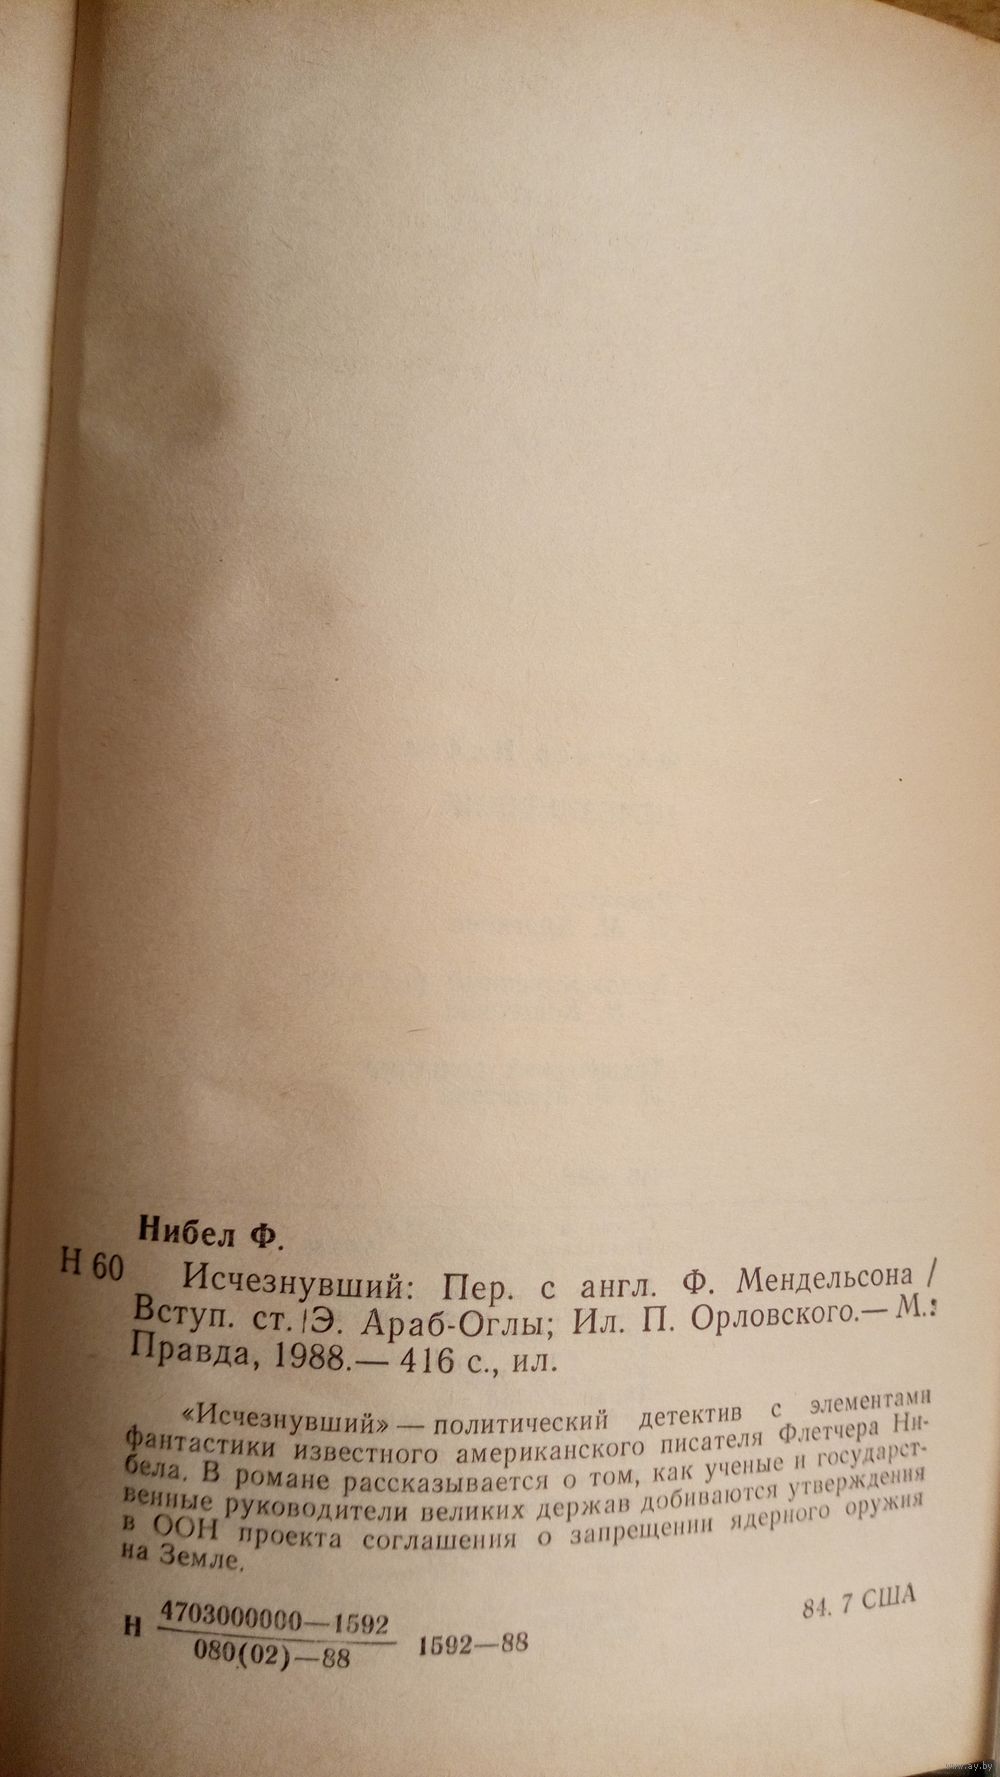 Нибел Ф.
Н 60
Исчезнувший: Пер. с англ. Ф. Мендельсона /
Вступ. ст. Э. Араб-Оглы; Ил. П. Орловского.— М.:
Правда, 1988.— 416 с., ил.
«Исчезнувший» — политический детектив с элементами
фантастики известного американского писателя Флетчера Ни-
бела. В романе рассказывается о том, как ученые и государст-
венные руководители великих держав добиваются утверждения
в ООН проекта соглашения о запрещении ядерного оружия
на Земле.
Н 4703000000—1592
080(02)—88
1592—88
84. 7 США
www.ay.by